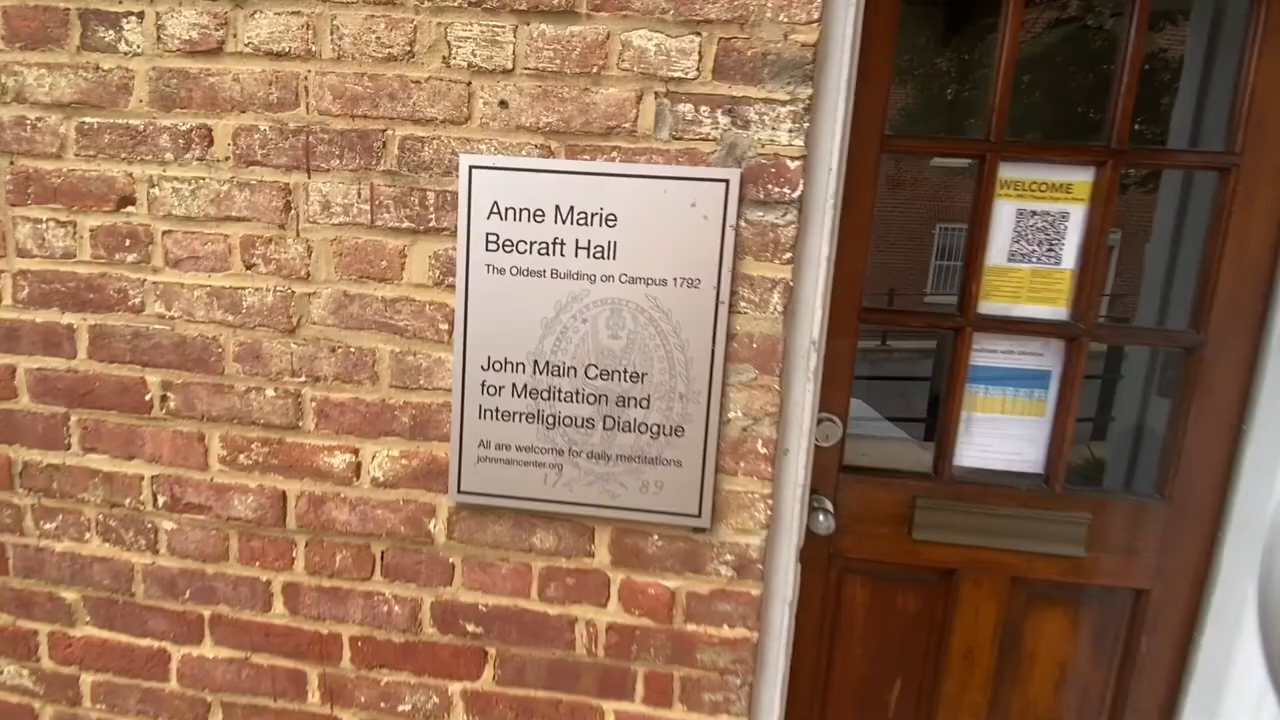 Anne Marie
Becraft Hall
The Oldest Building on Campus 1792
John Main Center
for Meditation and
Interreligious Dialogue
All are welcome for daily meditations
johnmaincenter.org
17 89
WELCOME